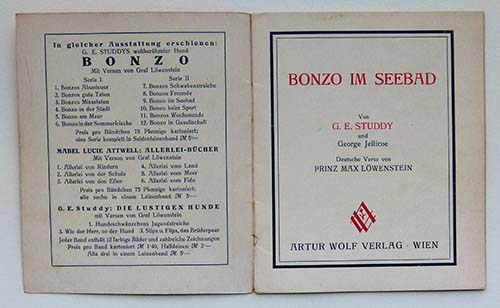 In gleicher Ausstattung erschienen:
G. E. STUDDYS weltberühmter Hund
BONZO
Mit Versen von Graf Löwenstein
Serie I
1. Bonzos Abenteuer
2. Bonzos gute Taten
3. Bonzos Missetaten
4. Bonzo in der Stadt
5. Bonzo am Meer
6. Bonzo in der Sommerfrische
Serie II
7. Bonzos Schwabenstreiche
8. Bonzos Freunde
9. Bonzo im Seebad
10. Bonzo beim Sport
11. Bonzos Wochenende
12. Bonzo in Gesellschaft
Preis pro Bändchen 75 Pfennige kartoniert;
eine Serie komplett in Seidenleinenband M 5·—
MABEL LUCIE ATTWELL: ALLERLEI-BÜCHER
Mit Versen von Graf Löwenstein
1. Allerlei von Kindern
2. Allerlei von der Schule
3. Allerlei von den Elfen
4. Allerlei vom Land
5. Allerlei vom Meer
6. Allerlei vom Fido
Preis pro Bändchen 75 Pfennige kartoniert;
alle sechs in einem Leinenband M 5·—
G. E. Studdy: DIE LUSTIGEN HUNDE
mit Versen von Graf Löwenstein
1. Hundeschwänzchens Jugendstreiche
2. Wie der Herr, so der Hund
3. Slips u. Flips, das Brüderpaar
Jeder Band enthält 12 farbige Bilder und zahlreiche Zeichnungen
Preis pro Band kartoniert M 1·40, Halbleinen M 2·—
Alle drei in einem Leinenband M 5·—
BONZO IM SEEBAD
Von
G. E. STUDDY
und
George Jellicoe
Deutsche Verse von
PRINZ MAX LÖWENSTEIN
ARTUR WOLF VERLAG · WIEN